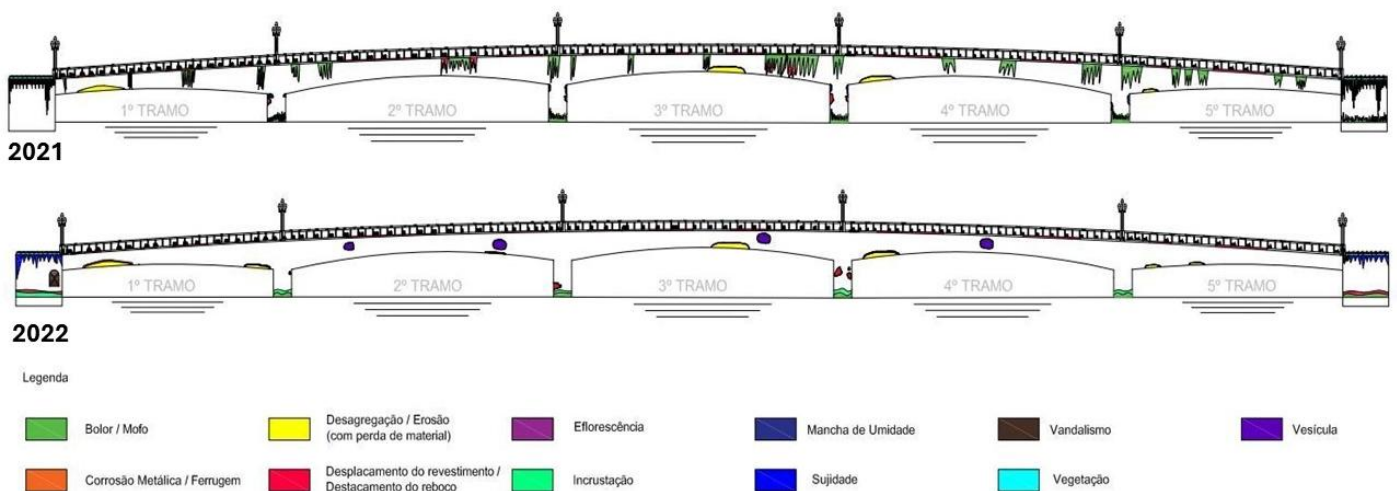 1º TRAMO 2º TRAMO 3º TRAMO 4º TRAMO 5º TRAMO
2021
1º TRAMO 2º TRAMO 3º TRAMO 4º TRAMO 5º TRAMO
2022
Legenda
Bolor / Mofo
Desagregação / Erosão
(com perda de material)
Eflorescência
Mancha de Umidade
Vandalismo
Vesícula
Corrosão Metálica / Ferrugem
Desplacamento do revestimento /
Destacamento do reboco
Incrustação
Sujidade
Vegetação